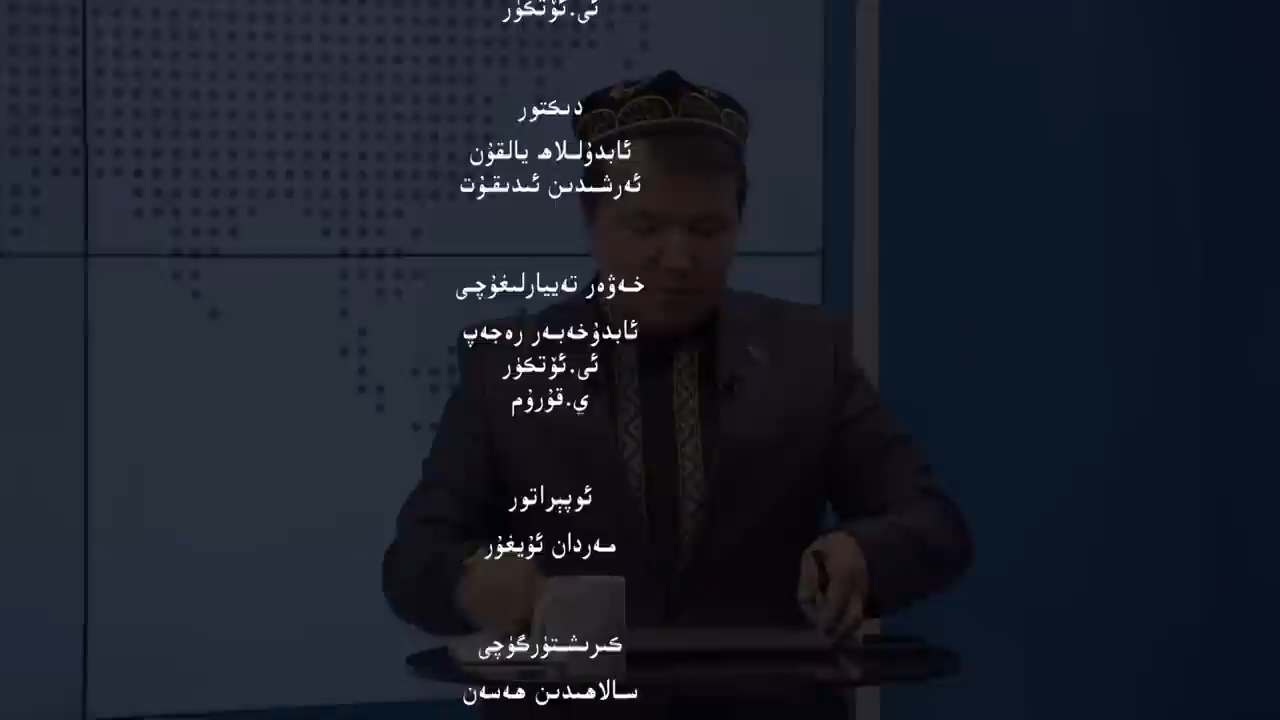 ئى.ئۆتكۈر
دىكتور
ئابدۇللاھ يالقۇن
ئەرشىدىن ئىدىقۇت
خەۋەر تەييارلىغۇچى
ئابدۇخەبەر رەجەپ
ئى.ئۆتكۈر
ي.قۇرۇم
ئوپېراتور
مەردان ئۇيغۇر
كىرىشتۈرگۈچى
سالاھىدىن ھەسەن